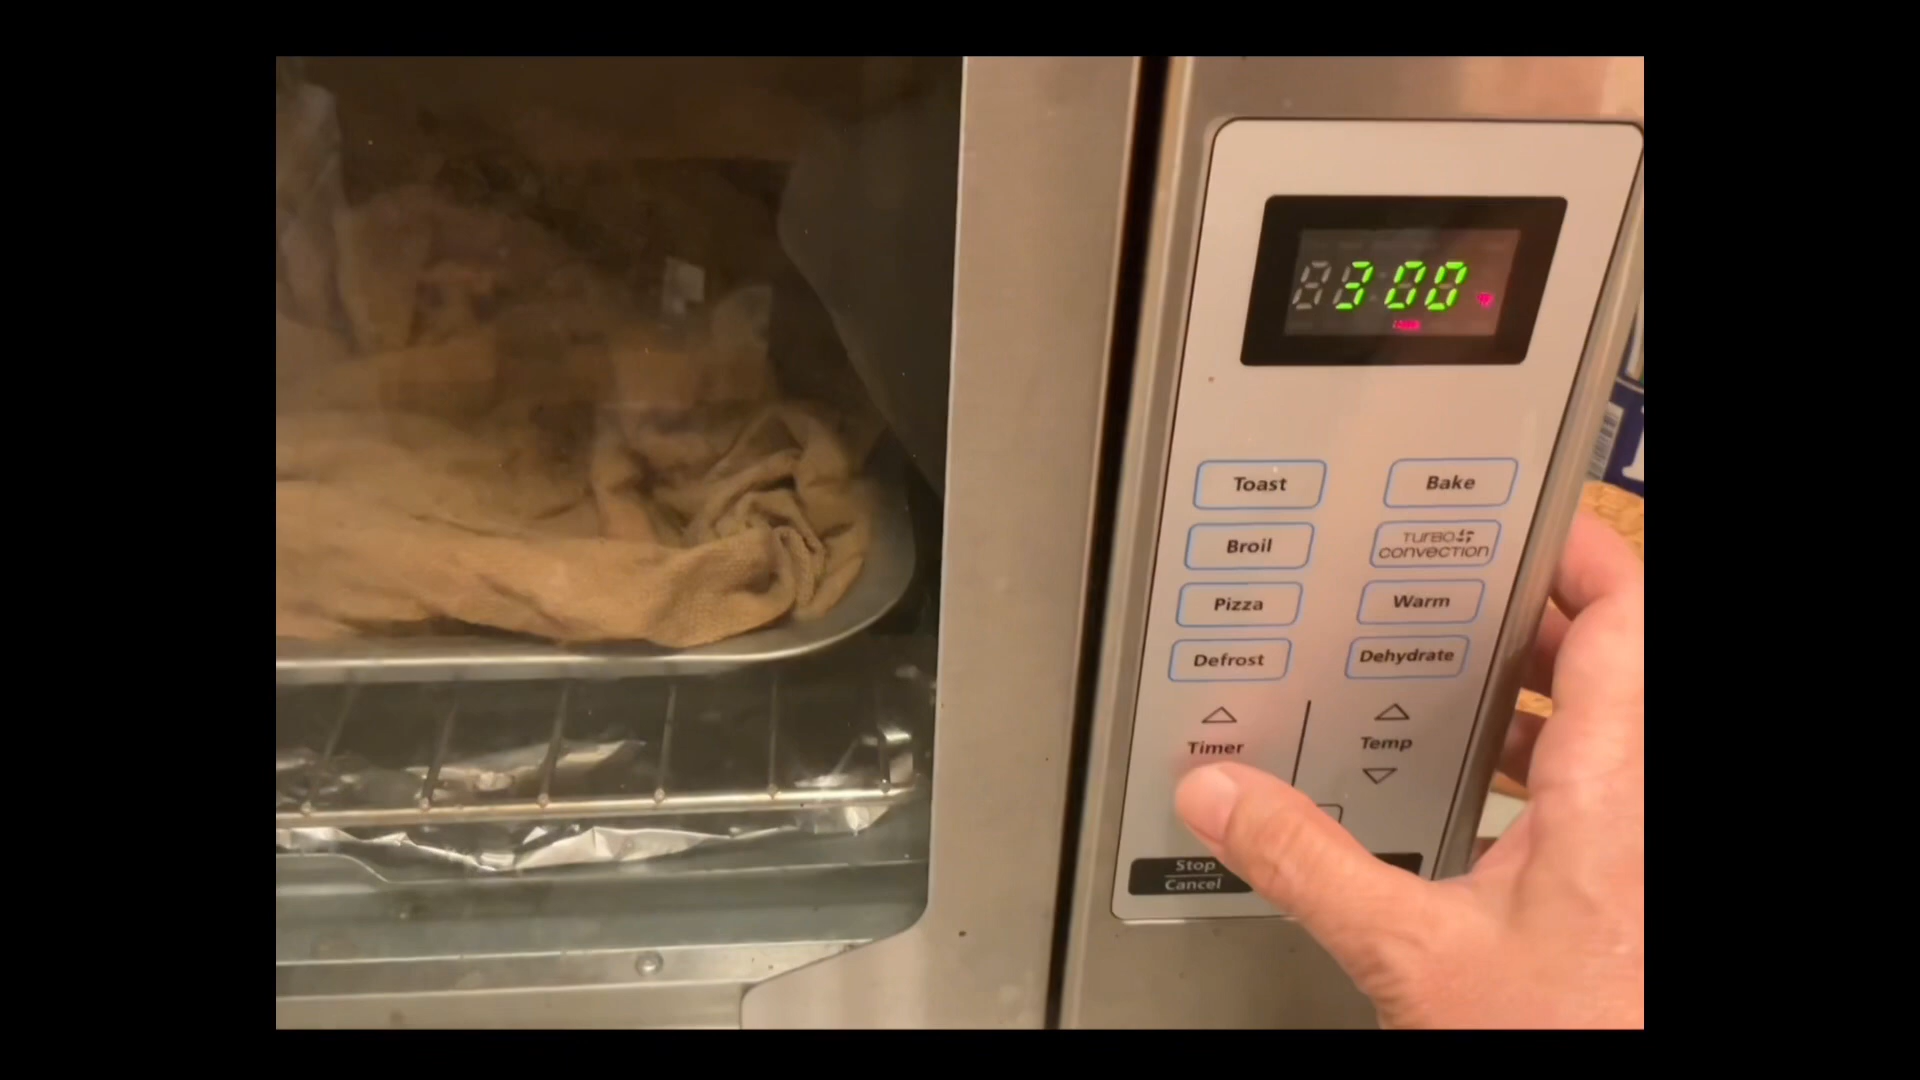 300
Toast
Bake
Broil
TURBO
CONVECTION
Pizza
Warm
Defrost
Dehydrate
Timer
Temp
Stop
Cancel